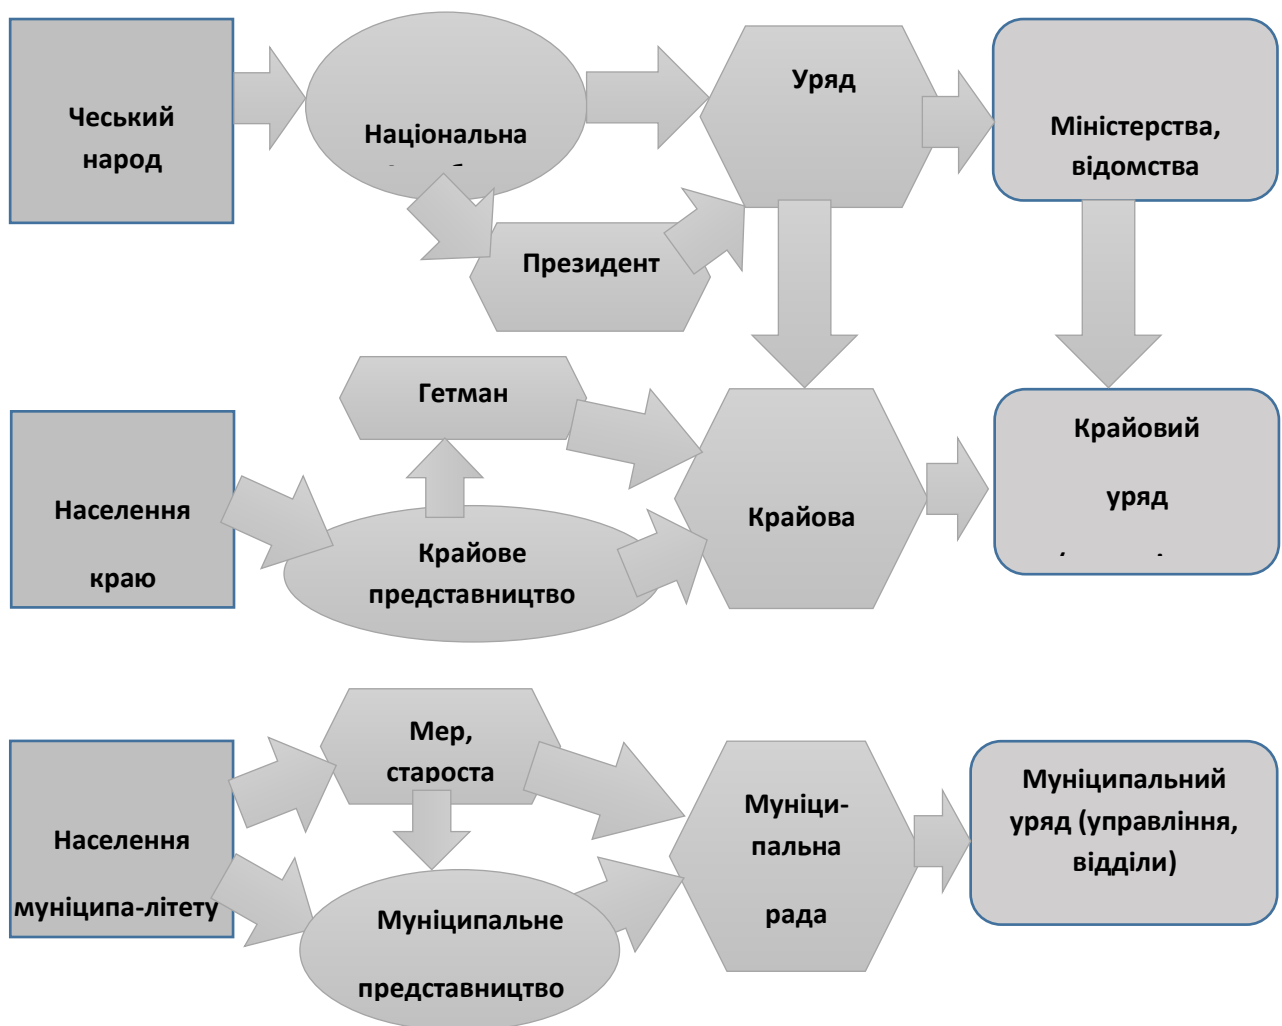 Чеський
народ
Національна
Уряд
Міністерства,
відомства
Президент
Гетман
Населення
краю
Крайове
представництво
Крайова
Крайовий
уряд
Мер,
староста
Населення
муніципа-літету
Муніципальне
представництво
Муніци-
пальна
рада
Муніципальний
уряд (управління,
відділи)